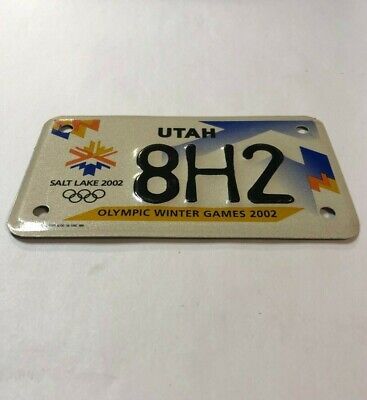 UTAH
8H2
SALT LAKE 2002
OLYMPIC WINTER GAMES 2002